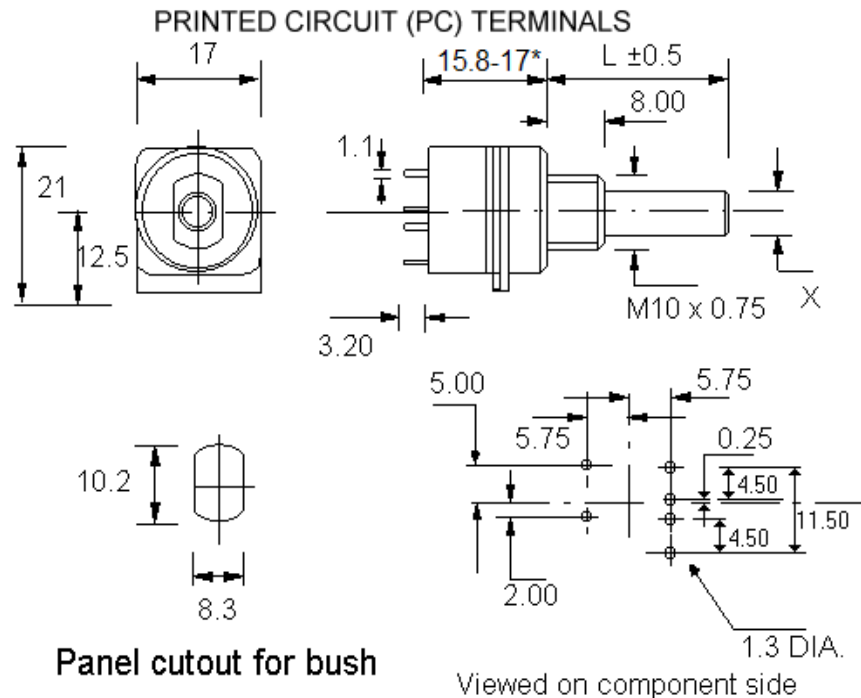 PRINTED CIRCUIT (PC) TERMINALS
17
15.8-17*
L ±0.5
8.00
1.1
21
12.5
M10 x 0.75
X
3.20
5.00
5.75
5.75
0.25
10.2
4.50
11.50
4.50
8.3
2.00
1.3 DIA.
Panel cutout for bush
Viewed on component side